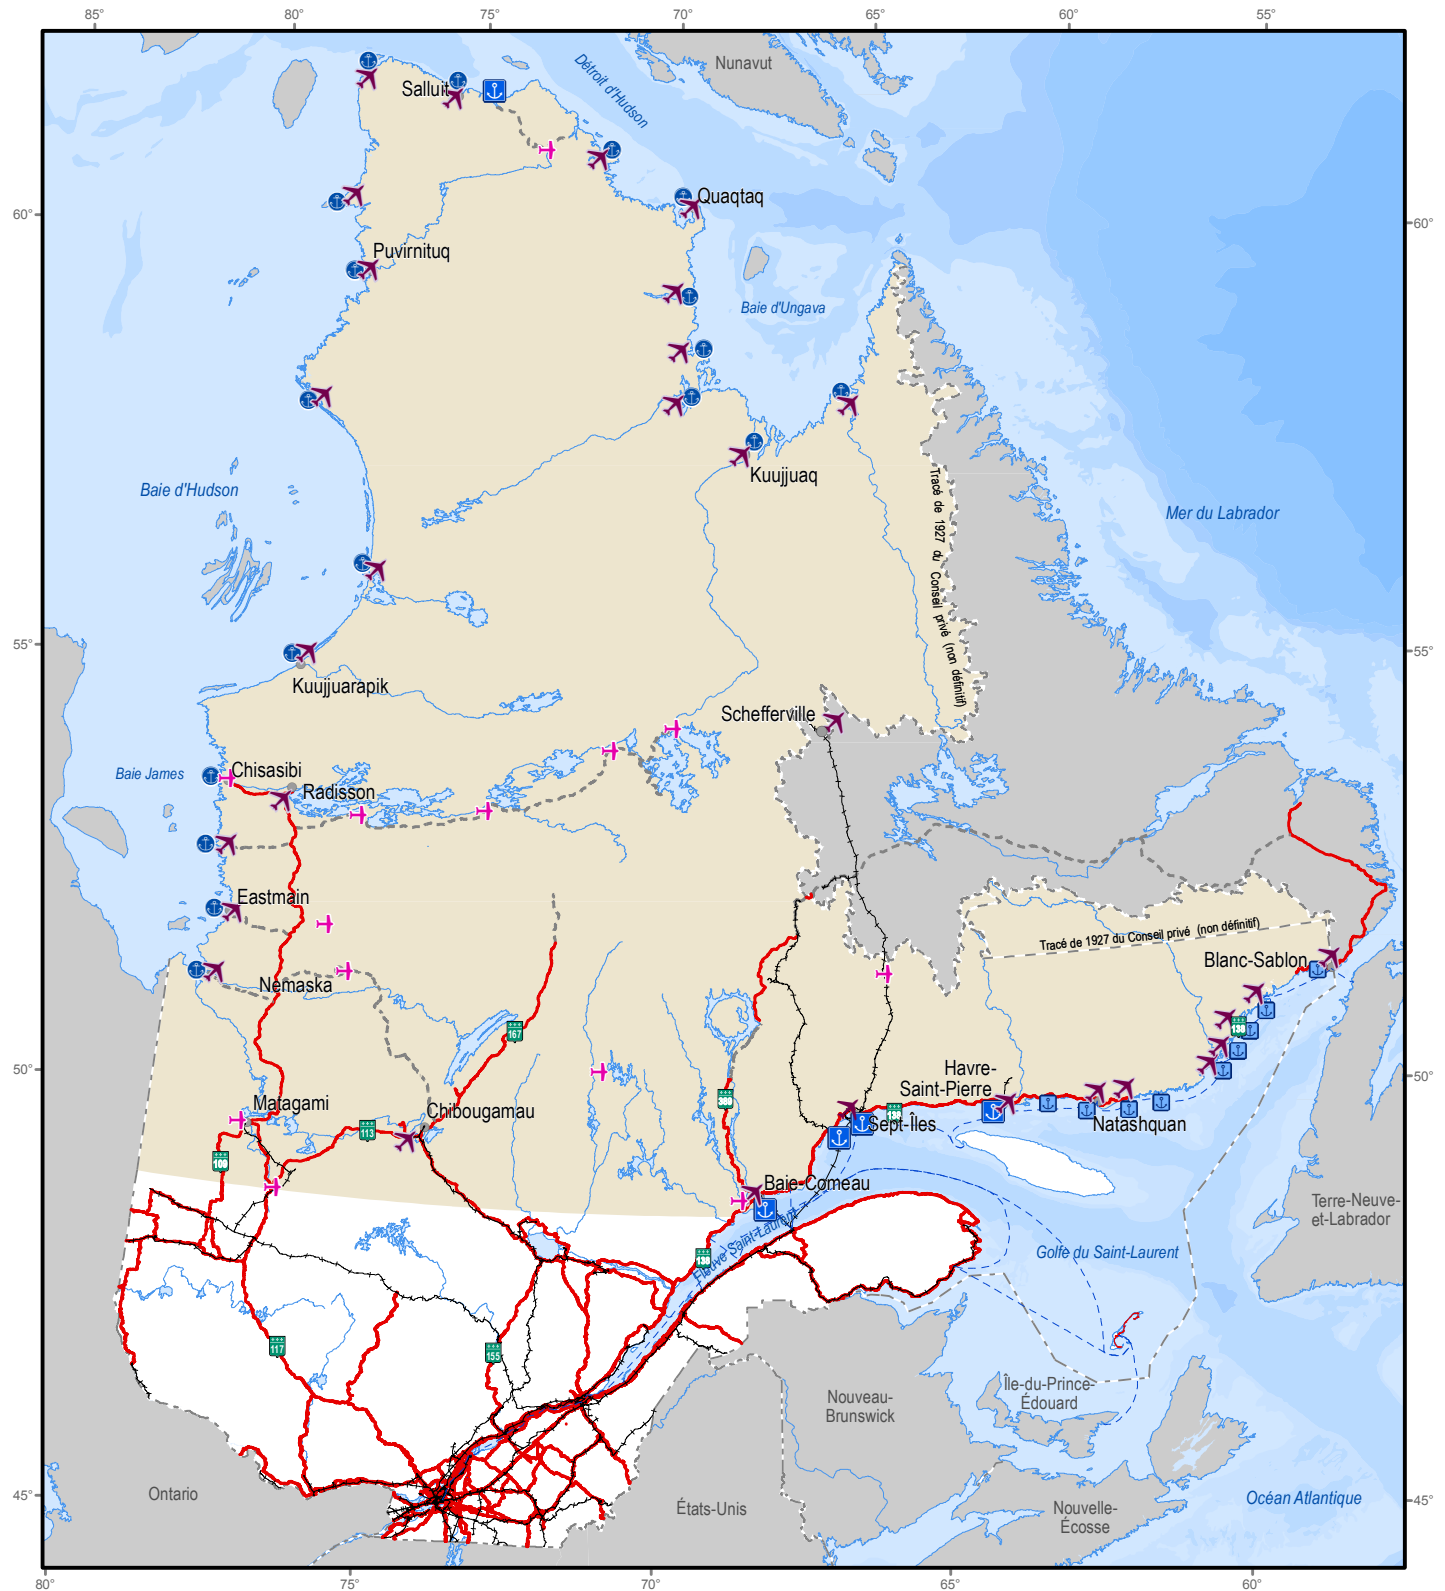 85°
80°
75°
70°
65°
60°
55°
Nunavut
Détroit d'Hudson
Salluit
Quaqtaq
60°
60°
Puvirnituq
Baie d'Ungava
Kuujjuaq
Baie d'Hudson
Mer du Labrador
Tracé de 1927 du Conseil privé (non définitif)
55°
55°
Kuujjuarapik
Schefferville
Baie James
Chisasibi
Radisson
Eastmain
Tracé de 1927 du Conseil privé (non définitif)
Blanc-Sablon
Nemaska
167
138
50°
50°
Havre-
Saint-Pierre
Matagami
Chibougamau
113
109
Sept-Îles
Natashquan
Baie-Comeau
Terre-Neuve-
et-Labrador
Fleuve Saint-Laurent
Golfe du Saint-Laurent
138
117
155
Île-du-Prince-
Édouard
Nouveau-
Brunswick
Ontario
États-Unis
Nouvelle-
Écosse
Océan Atlantique
45°
45°
80°
75°
70°
65°
60°